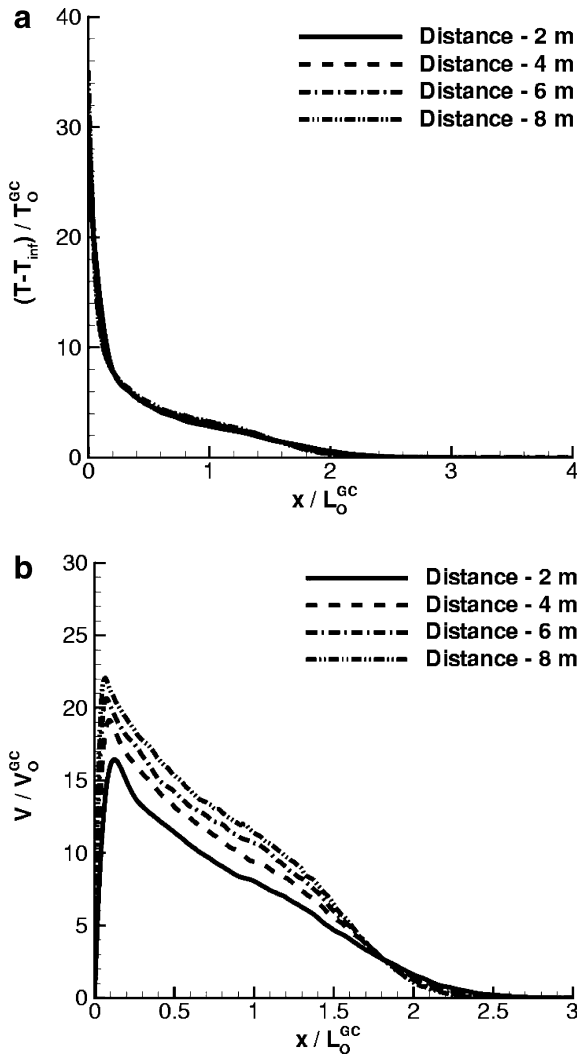 a
40
30
20
10
0
(T-T_inf) / T_O^GC
Distance - 2 m
Distance - 4 m
Distance - 6 m
Distance - 8 m
0 1 2 3 4
x / L_O^GC
b
30
25
20
15
10
5
0
V / V_O^GC
Distance - 2 m
Distance - 4 m
Distance - 6 m
Distance - 8 m
0 0.5 1 1.5 2 2.5 3
x / L_O^GC